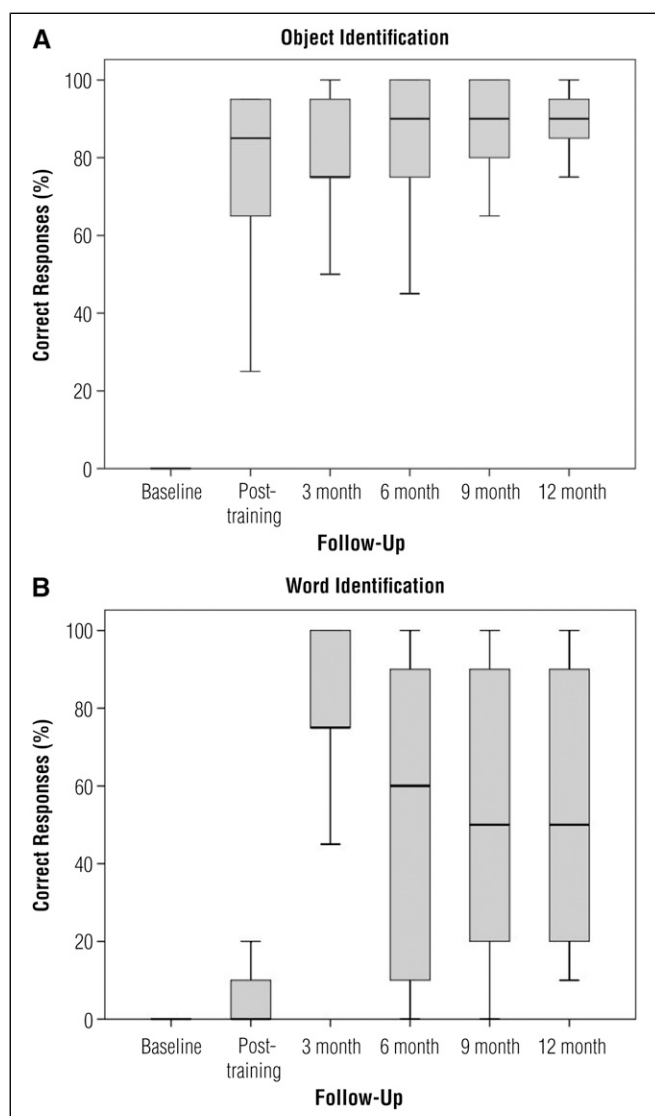 A
Object Identification
100
80
60
40
20
0
Correct Responses (%)
Baseline
Post-
training
3 month
6 month
9 month
12 month
Follow-Up
B
Word Identification
100
80
60
40
20
0
Correct Responses (%)
Baseline
Post-
training
3 month
6 month
9 month
12 month
Follow-Up